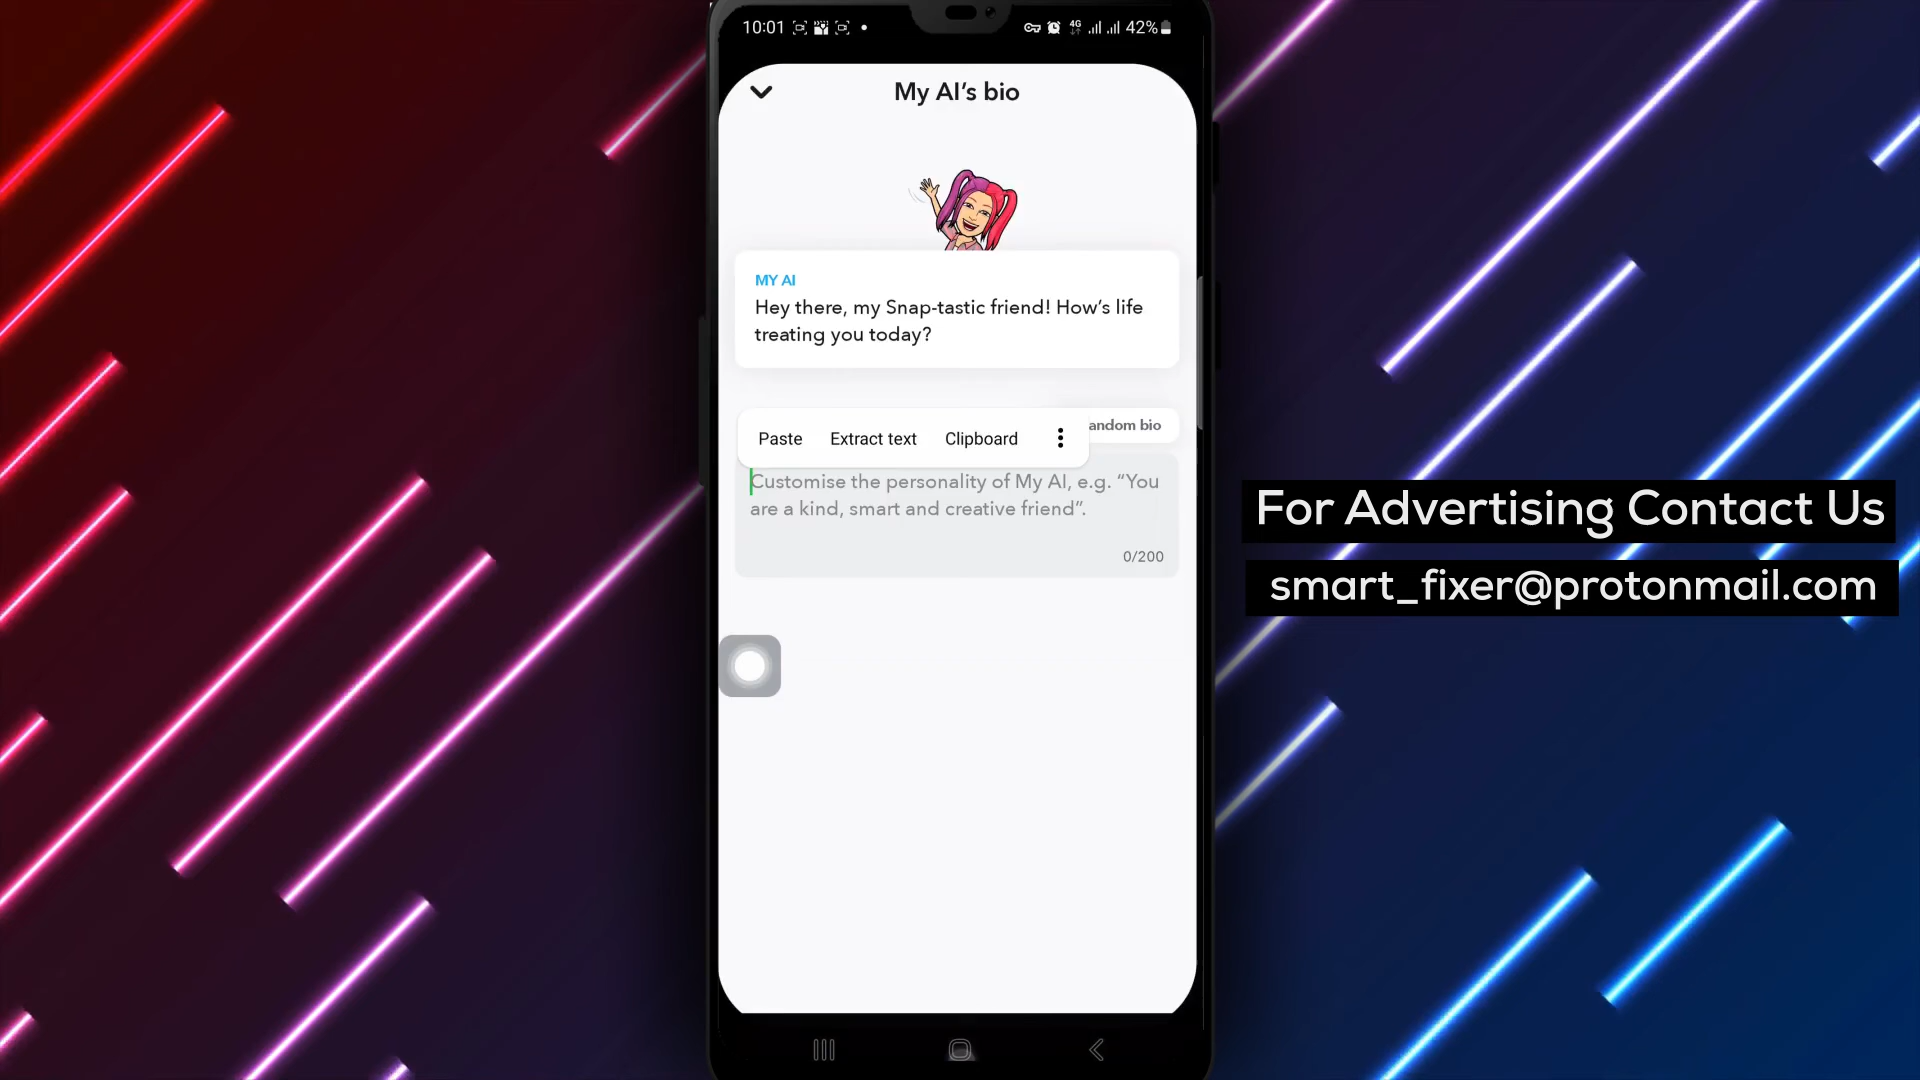 10:01
4G
42%
My AI’s bio
MY AI
Hey there, my Snap-tastic friend! How’s life
treating you today?
andom bio
Paste Extract text Clipboard
Customise the personality of My AI, e.g. “You
are a kind, smart and creative friend”.
0/200
For Advertising Contact Us
smart_fixer@protonmail.com